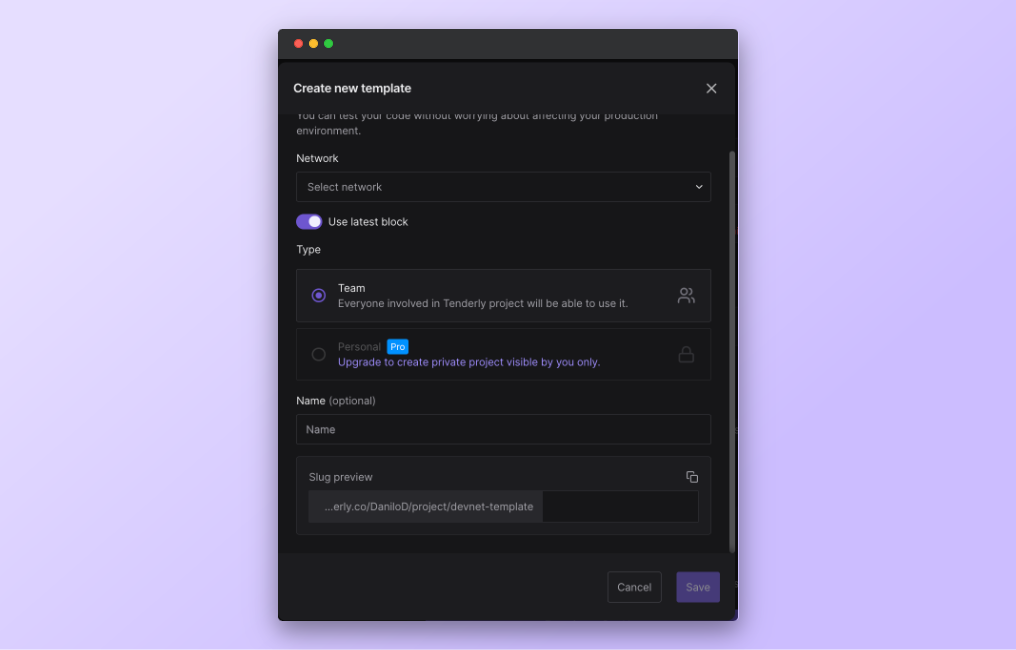 Create new template
You can test your code without worrying about affecting your production
environment.
Network
Select network
Use latest block
Type
Team
Everyone involved in Tenderly project will be able to use it.
Personal Pro
Upgrade to create private project visible by you only.
Name (optional)
Name
Slug preview
...erly.co/DaniloD/project/devnet-template
Cancel Save